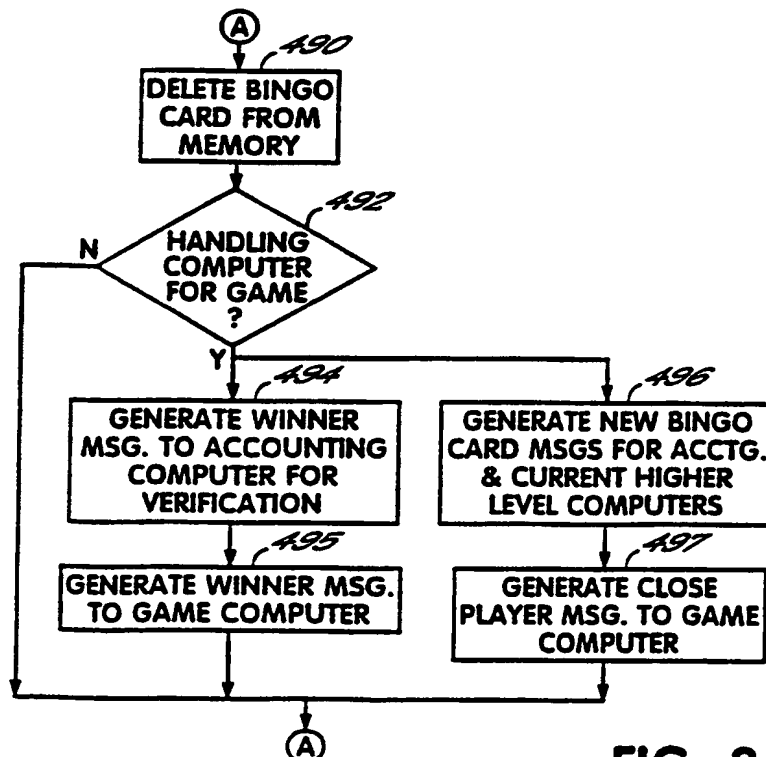 A
490
DELETE BINGO
CARD FROM
MEMORY
492
N
HANDLING
COMPUTER
FOR GAME
?
Y
494
GENERATE WINNER
MSG. TO ACCOUNTING
COMPUTER FOR
VERIFICATION
496
GENERATE NEW BINGO
CARD MSGS FOR ACCTG.
& CURRENT HIGHER
LEVEL COMPUTERS
495
GENERATE WINNER MSG.
TO GAME COMPUTER
497
GENERATE CLOSE
PLAYER MSG. TO GAME
COMPUTER
A